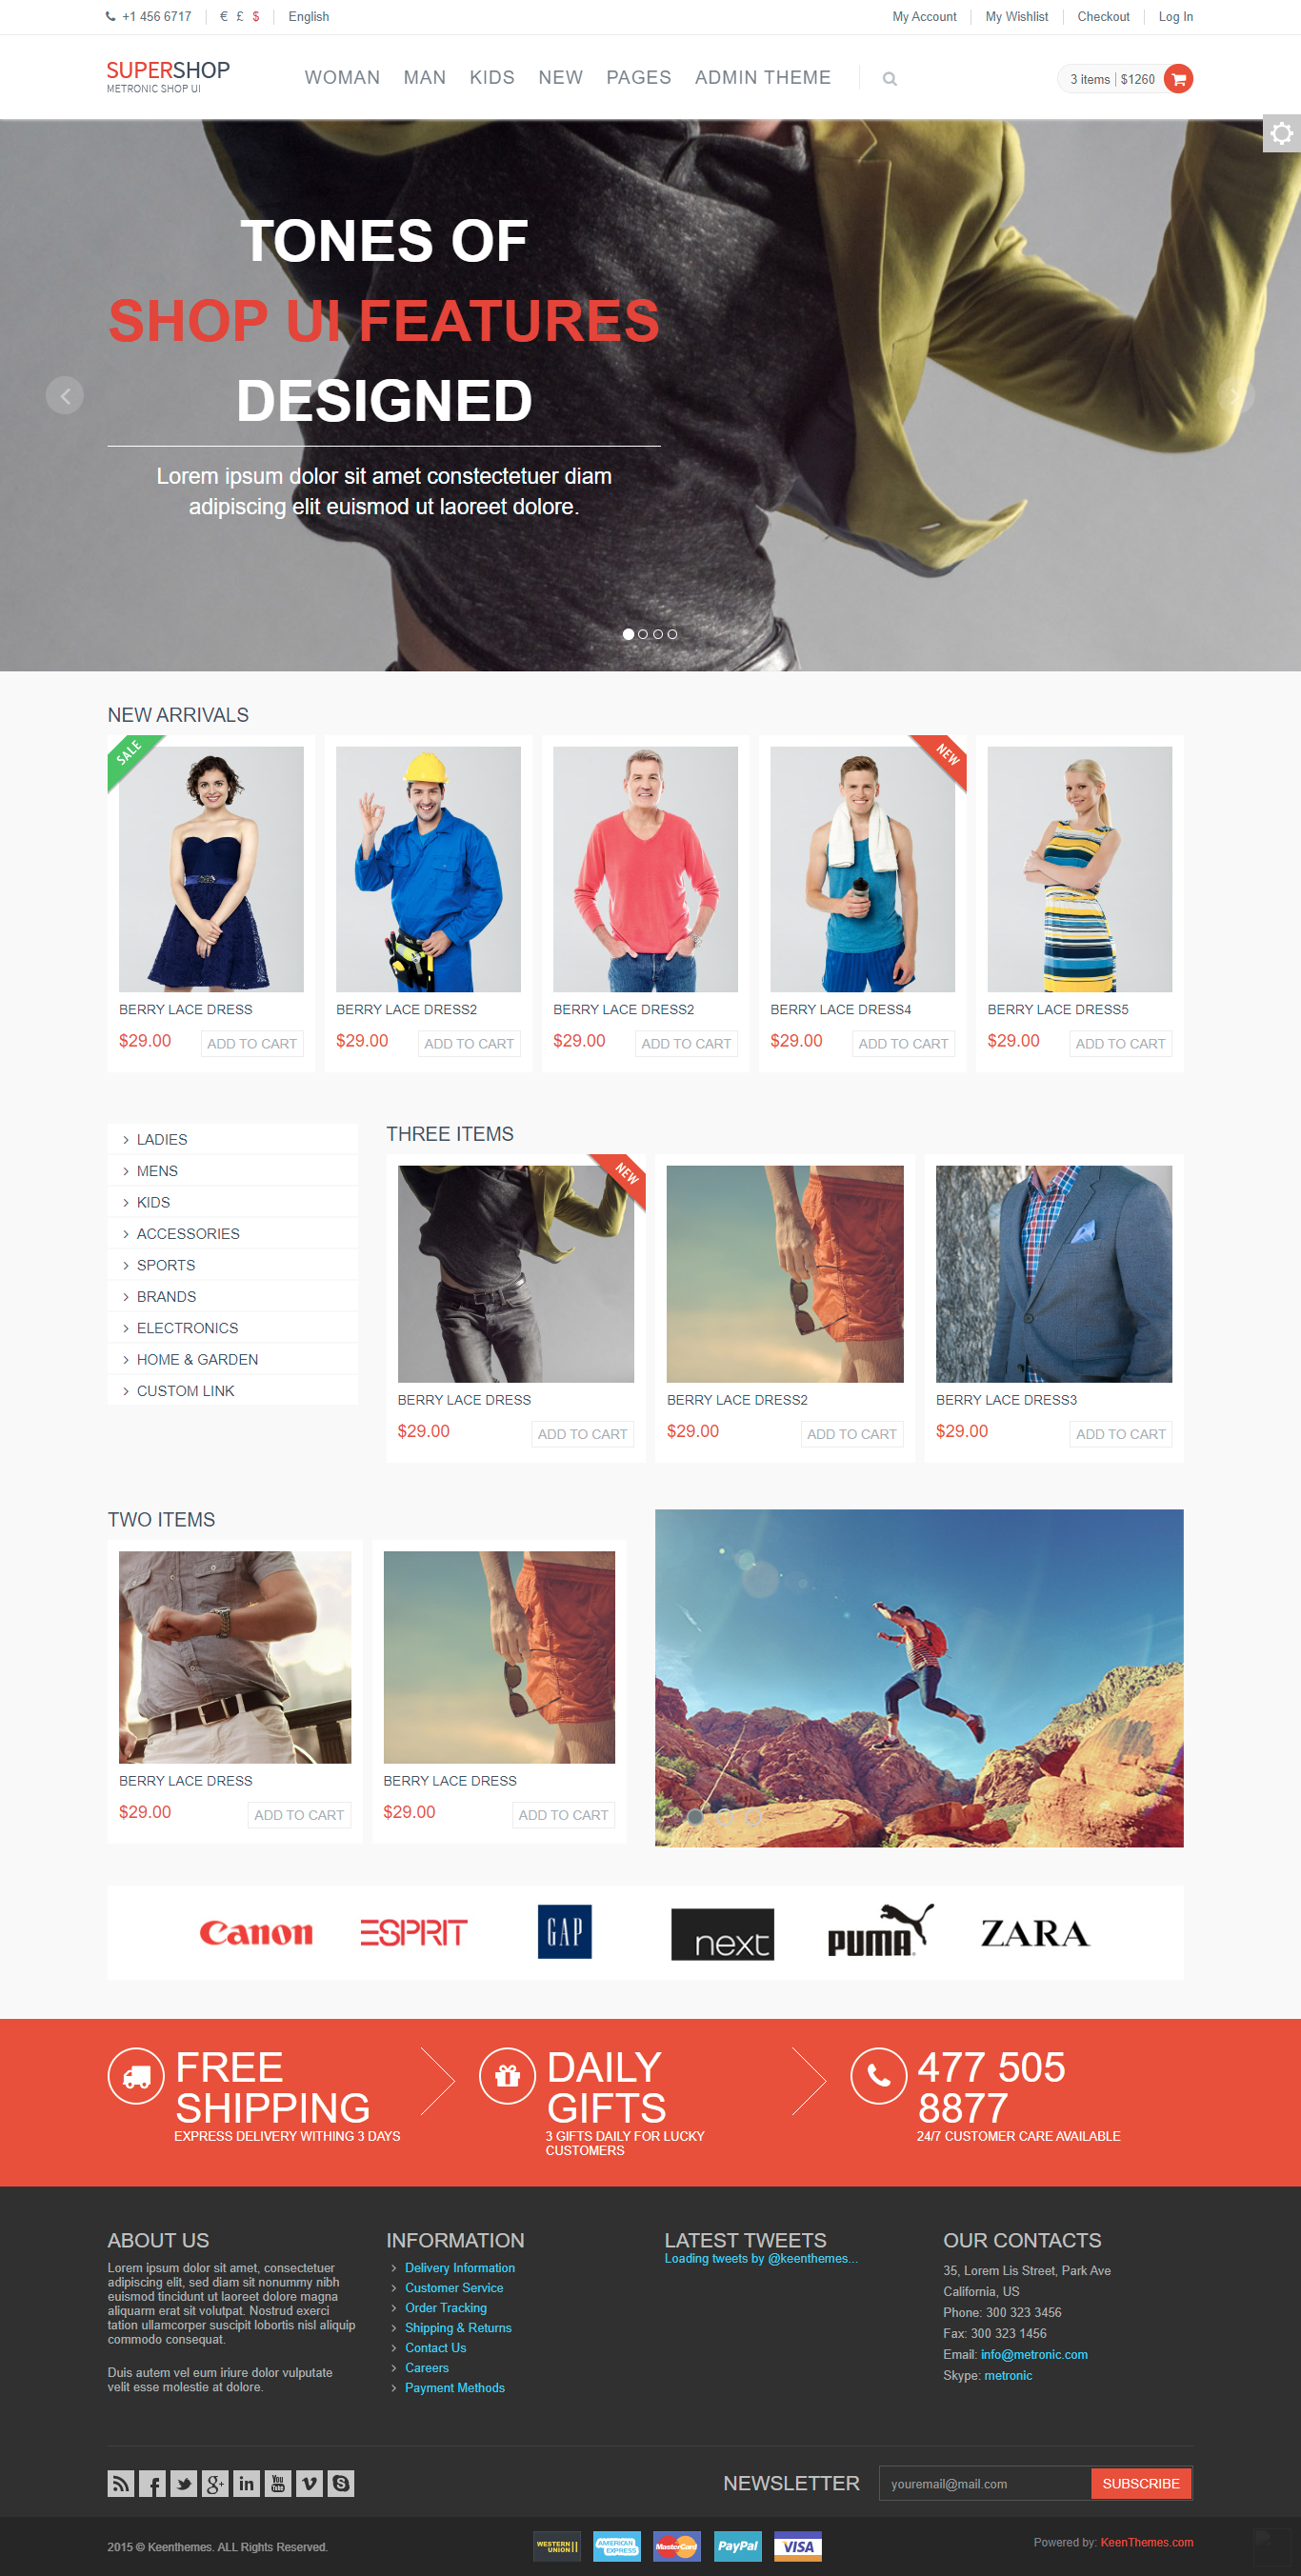 +1 456 6717
€ £ $
English
My Account
My Wishlist
Checkout
Log In
SUPERSHOP
METRONIC SHOP UI
WOMAN
MAN
KIDS
NEW
PAGES
ADMIN THEME
3 items
$1260
TONES OF
SHOP UI FEATURES
DESIGNED
Lorem ipsum dolor sit amet constectetuer diam
adipiscing elit euismod ut laoreet dolore.
NEW ARRIVALS
SALE
NEW
BERRY LACE DRESS
BERRY LACE DRESS2
BERRY LACE DRESS2
BERRY LACE DRESS4
BERRY LACE DRESS5
$29.00
ADD TO CART
$29.00
ADD TO CART
$29.00
ADD TO CART
$29.00
ADD TO CART
$29.00
ADD TO CART
LADIES
MENS
KIDS
ACCESSORIES
SPORTS
BRANDS
ELECTRONICS
HOME & GARDEN
CUSTOM LINK
THREE ITEMS
NEW
BERRY LACE DRESS
BERRY LACE DRESS2
BERRY LACE DRESS3
$29.00
ADD TO CART
$29.00
ADD TO CART
$29.00
ADD TO CART
TWO ITEMS
BERRY LACE DRESS
BERRY LACE DRESS
$29.00
ADD TO CART
$29.00
ADD TO CART
Canon
ESPRIT
GAP
next
PUMA
ZARA
FREE
SHIPPING
EXPRESS DELIVERY WITHING 3 DAYS
DAILY
GIFTS
3 GIFTS DAILY FOR LUCKY
CUSTOMERS
477 505
8877
24/7 CUSTOMER CARE AVAILABLE
ABOUT US
Lorem ipsum dolor sit amet, consectetuer
adipiscing elit, sed diam sit nonummy nibh
euismod tincidunt ut laoreet dolore magna
aliquarm erat sit volutpat. Nostrud exerci
tation ullamcorper suscipit lobortis nisl aliquip
commodo consequat.
Duis autem vel eum iriure dolor vulputate
velit esse molestie at dolore.
INFORMATION
Delivery Information
Customer Service
Order Tracking
Shipping & Returns
Contact Us
Careers
Payment Methods
LATEST TWEETS
Loading tweets by @keenthemes...
OUR CONTACTS
35, Lorem Lis Street, Park Ave
California, US
Phone: 300 323 3456
Fax: 300 323 1456
Email: info@metronic.com
Skype: metronic
NEWSLETTER
youremail@mail.com
SUBSCRIBE
2015 © Keenthemes. ALL Rights Reserved.
WESTERN UNION
AMERICAN EXPRESS
MasterCard
PayPal
VISA
Powered by: KeenThemes.com